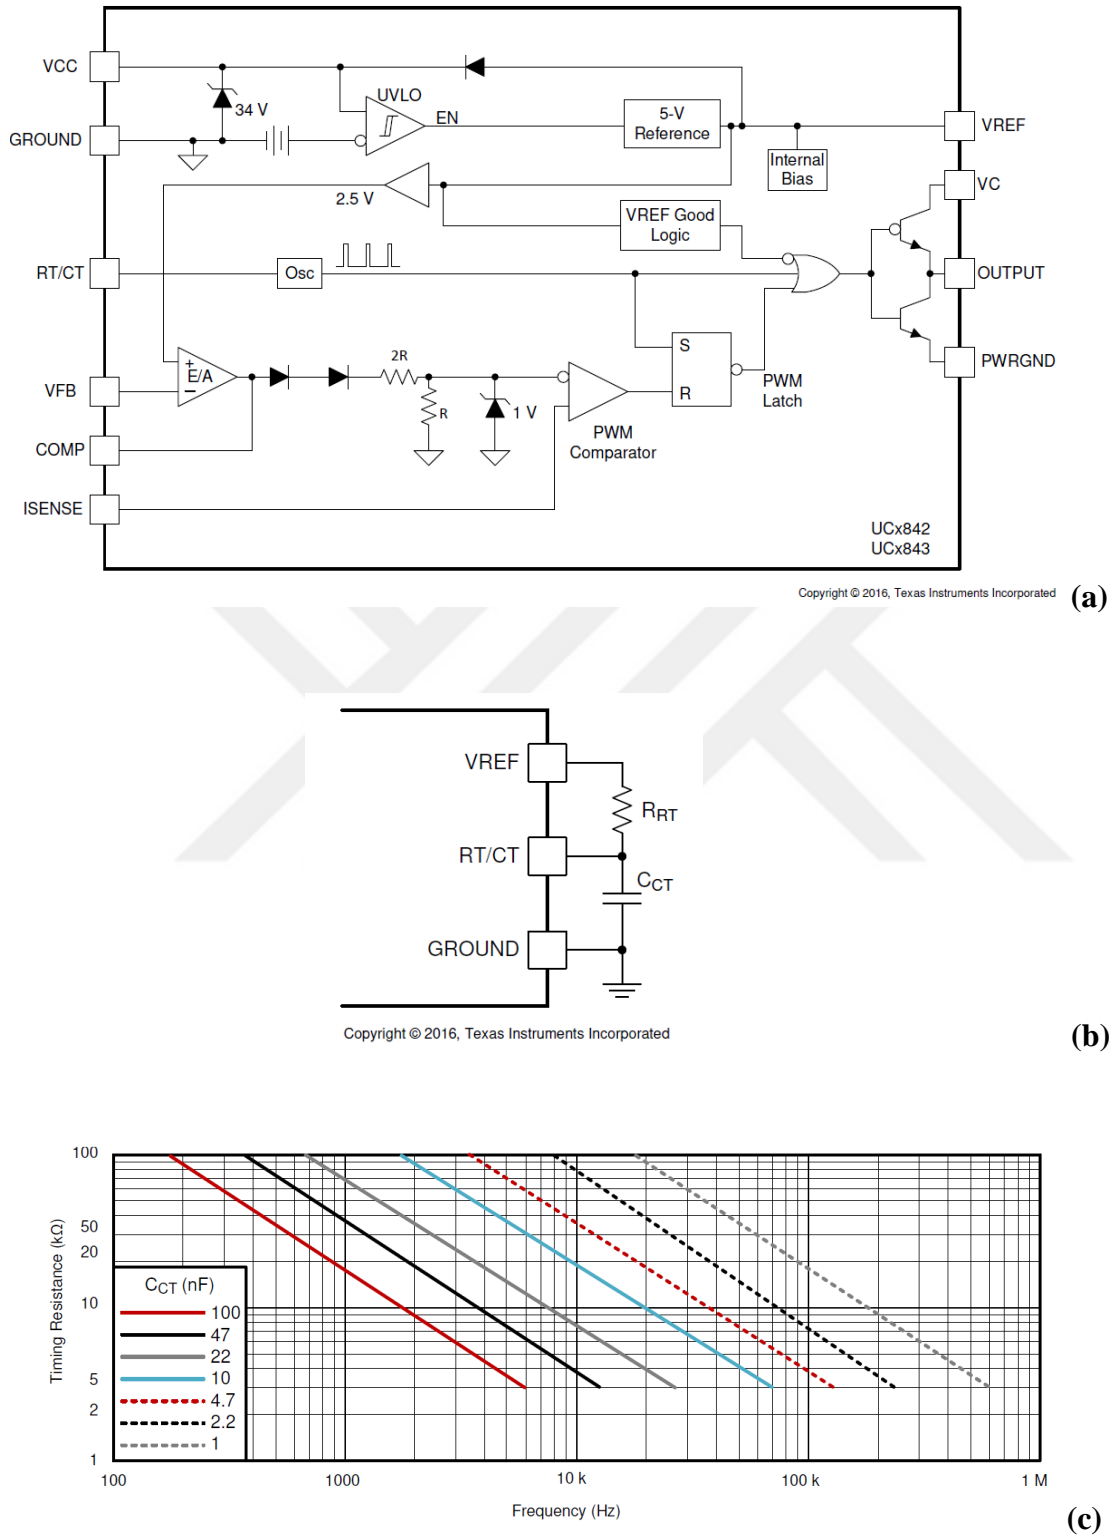 VCC
34 V
UVLO
EN
5-V
Reference
GROUND
VREF
Internal
Bias
2.5 V
VC
VREF Good
Logic
RT/CT
Osc
OUTPUT
S
R
PWM
Latch
PWRGND
2R
R
1 V
+
E/A
−
VFB
PWM
Comparator
COMP
ISENSE
UCx842
UCx843
Copyright © 2016, Texas Instruments Incorporated
(a)
VREF
RRT
RT/CT
CCT
GROUND
Copyright © 2016, Texas Instruments Incorporated
(b)
100
50
20
10
5
2
1
Timing Resistance (kΩ)
CCT (nF)
100
47
22
10
4.7
2.2
1
100
1000
10 k
100 k
1 M
Frequency (Hz)
(c)